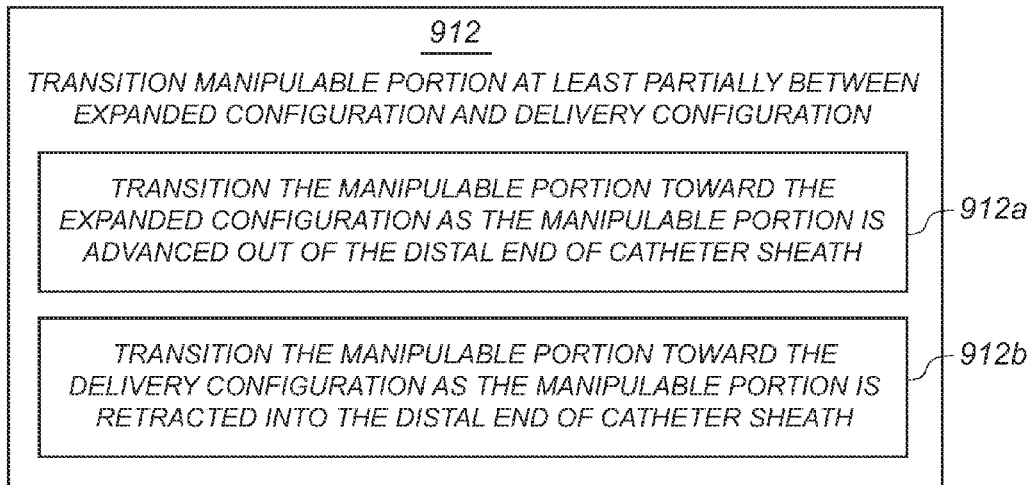 912
TRANSITION MANIPULABLE PORTION AT LEAST PARTIALLY BETWEEN
EXPANDED CONFIGURATION AND DELIVERY CONFIGURATION
TRANSITION THE MANIPULABLE PORTION TOWARD THE
EXPANDED CONFIGURATION AS THE MANIPULABLE PORTION IS
ADVANCED OUT OF THE DISTAL END OF CATHETER SHEATH
912a
TRANSITION THE MANIPULABLE PORTION TOWARD THE
DELIVERY CONFIGURATION AS THE MANIPULABLE PORTION IS
RETRACTED INTO THE DISTAL END OF CATHETER SHEATH
912b